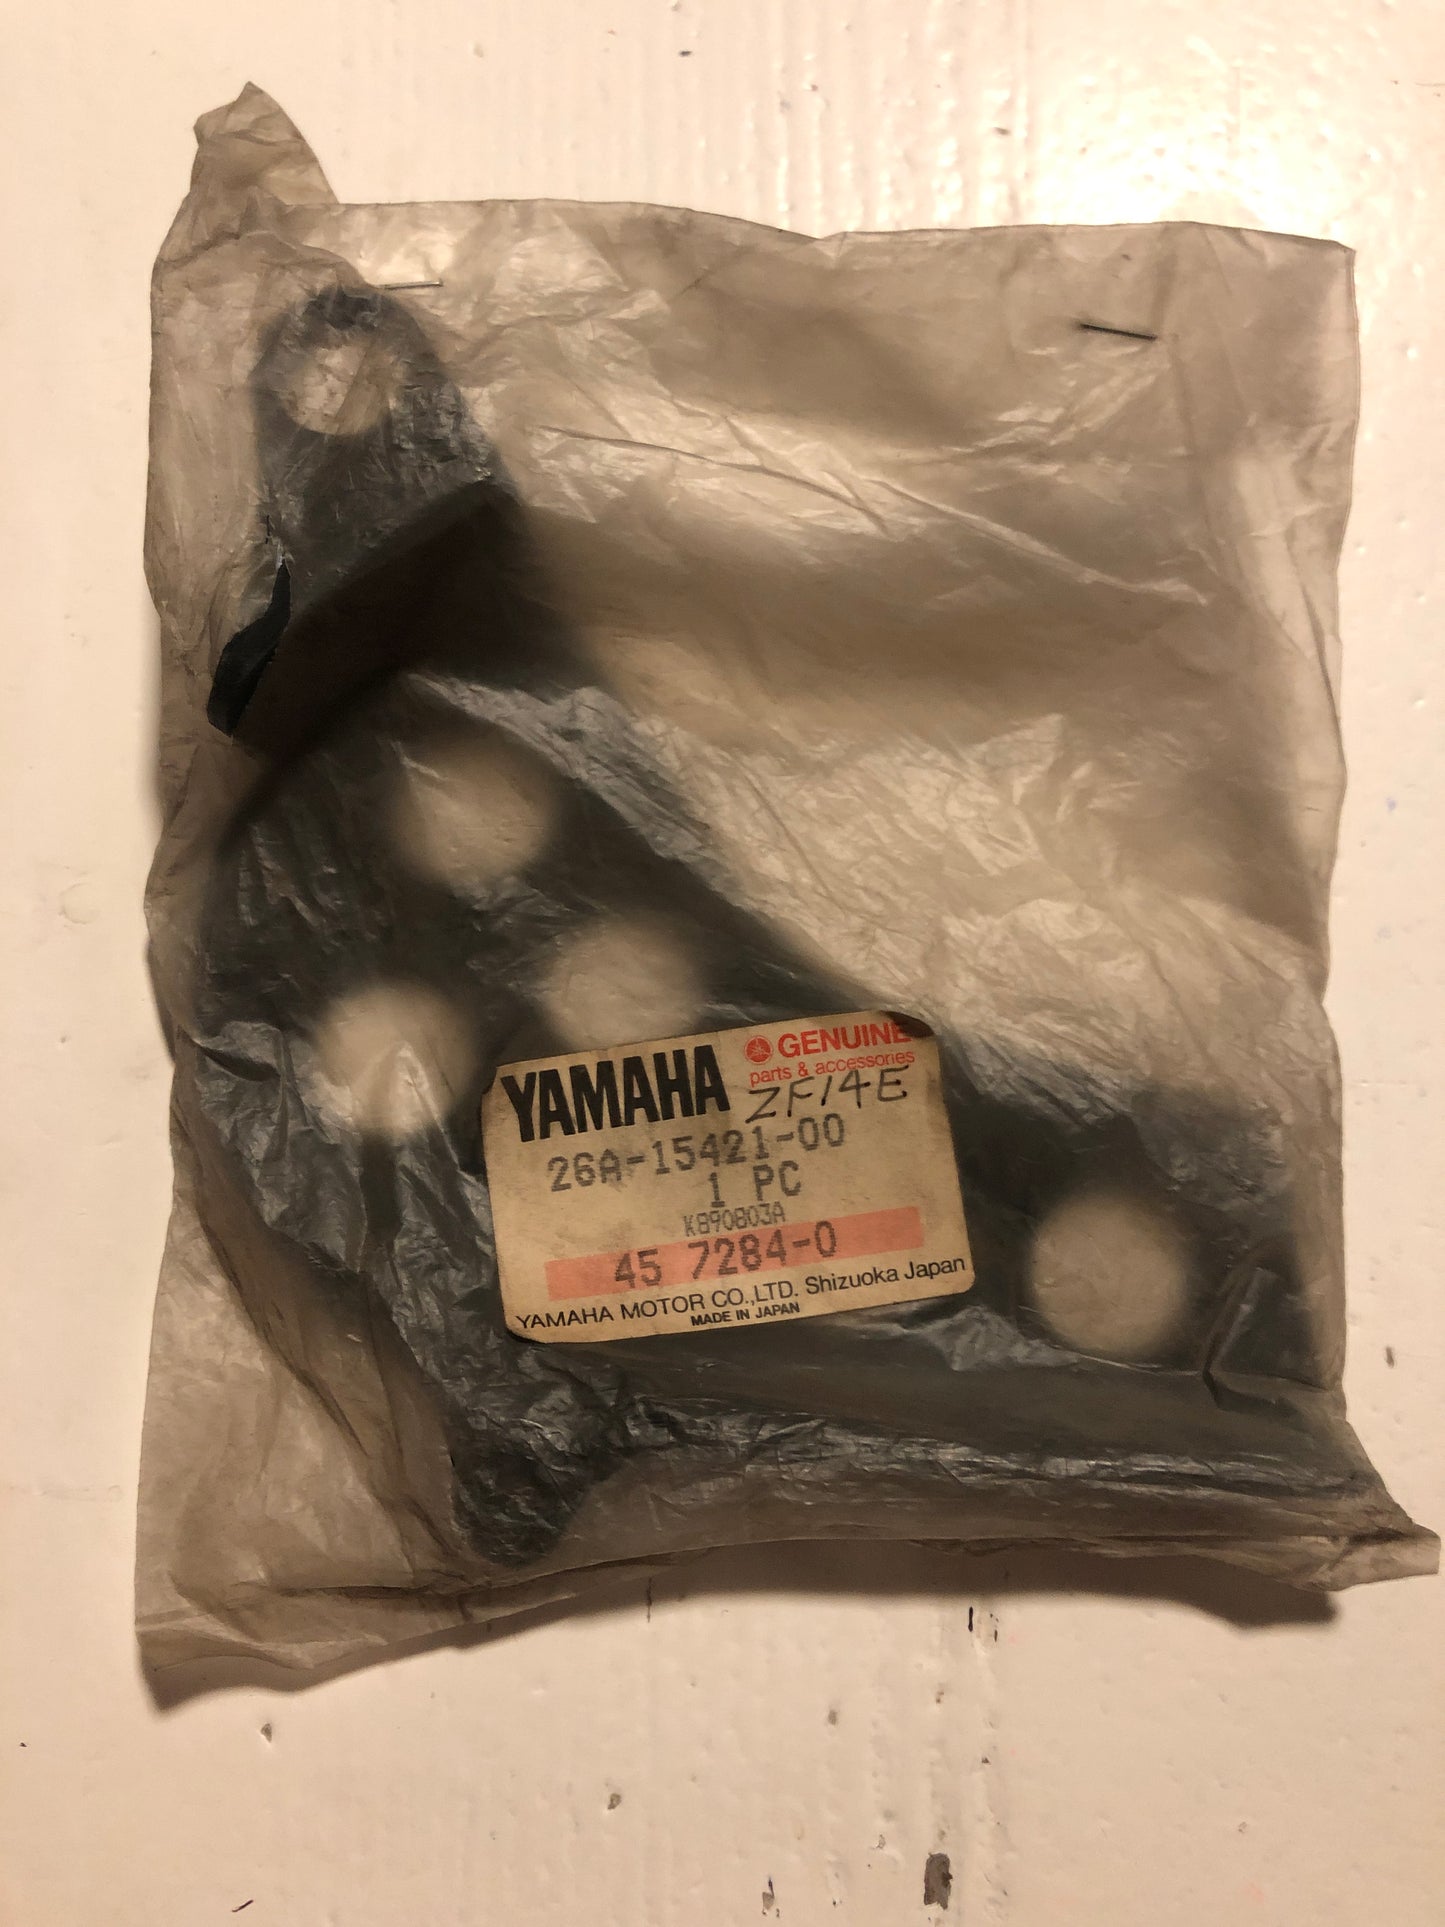 YAMAHA GENUINE
parts & accessories
ZF14E
26A-15421-00
1 PC
K890803A
45 7284-0
YAMAHA MOTOR CO.,LTD. Shizuoka Japan
MADE IN JAPAN